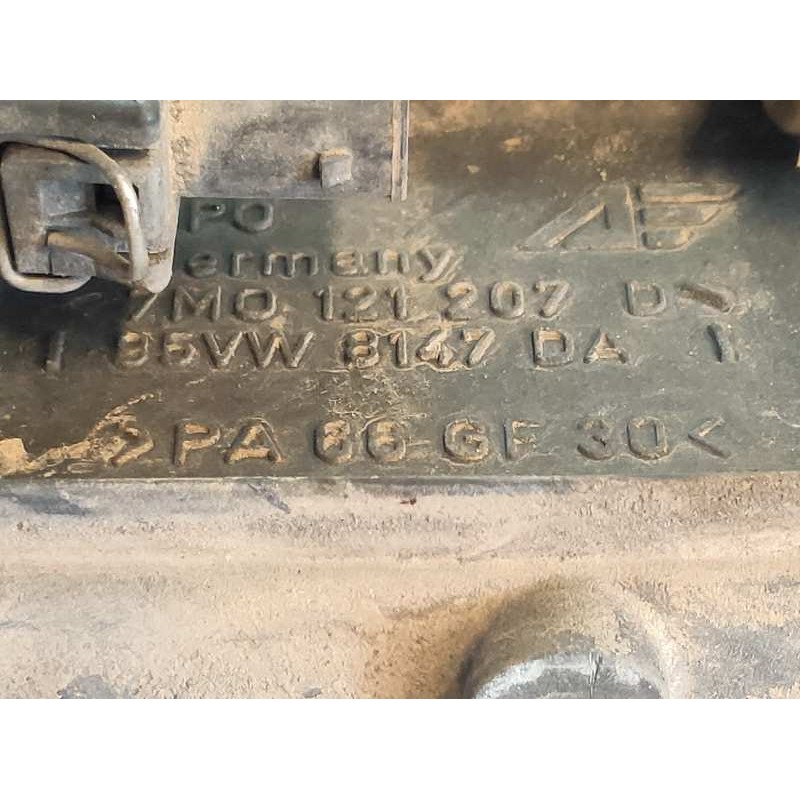 PO
ermany
7M0 121 207 D
95VW 8147 DA
>PA 66 GF 30<